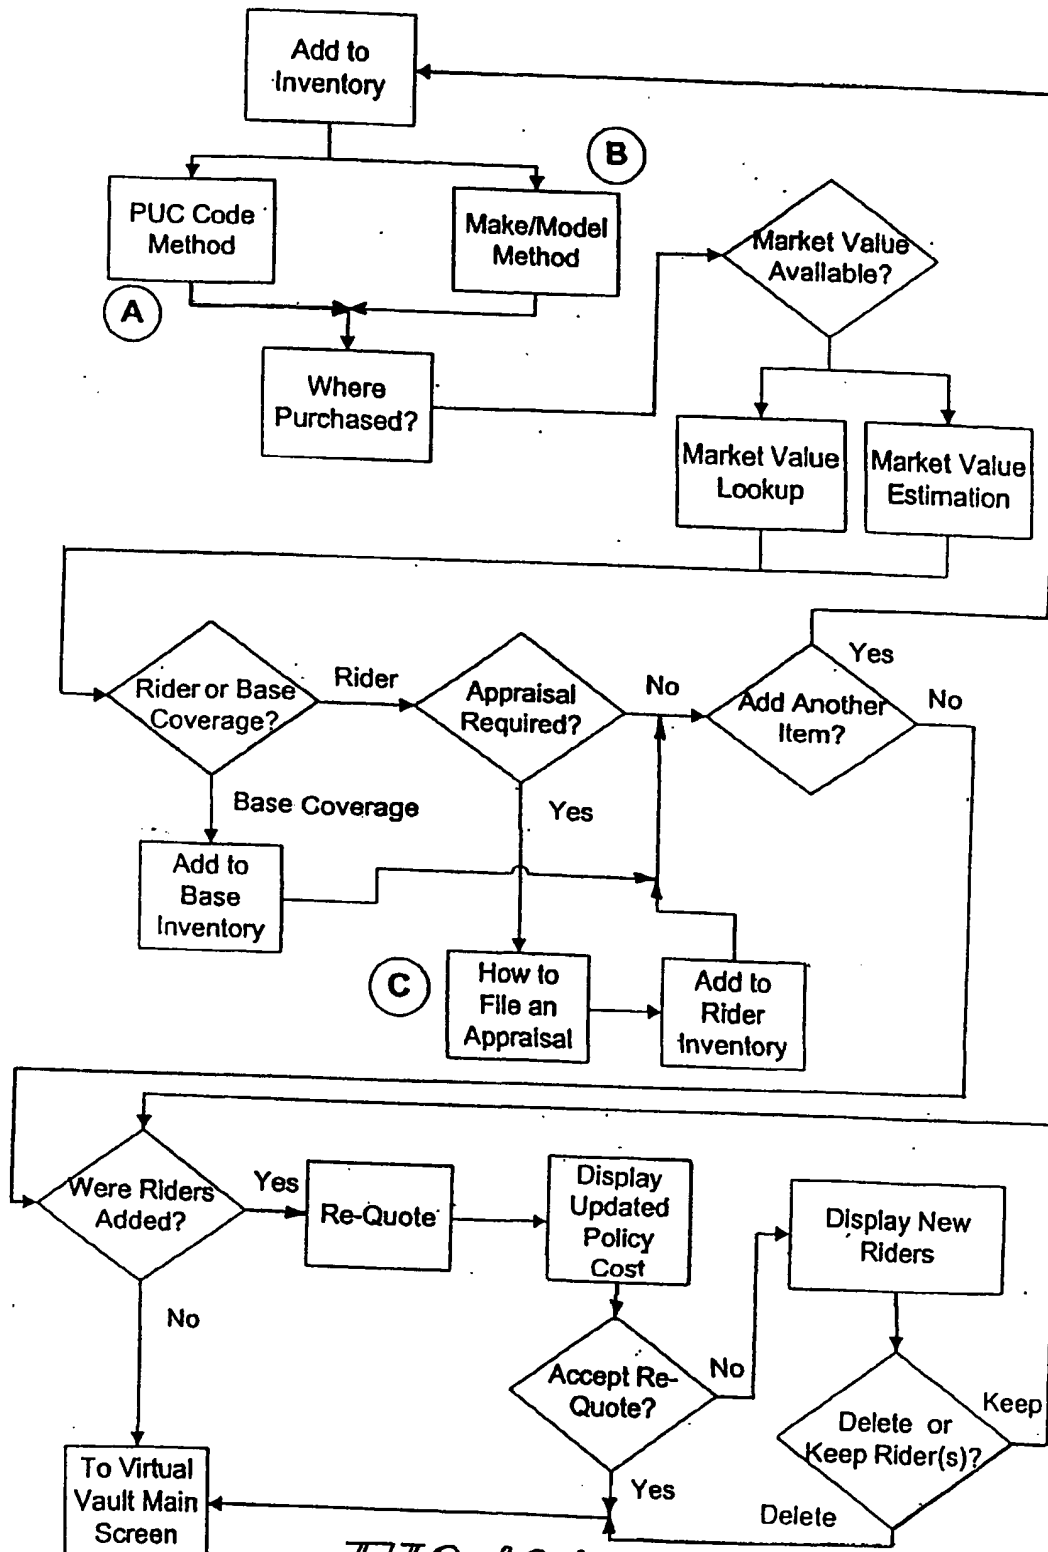 Add to
Inventory
B
PUC Code
Method
Make/Model
Method
Market Value
Available?
A
Where
Purchased?
Market Value
Lookup
Market Value
Estimation
Rider or Base
Coverage?
Rider
Appraisal
Required?
No
Yes
Add Another
Item?
No
Base Coverage
Yes
Add to
Base
Inventory
C
How to
File an
Appraisal
Add to
Rider
Inventory
Were Riders
Added?
Yes
Re-Quote
Display
Updated
Policy
Cost
Display New
Riders
No
Accept Re-
Quote?
No
Delete or
Keep Rider(s)?
Keep
To Virtual
Vault Main
Screen
Yes
Delete